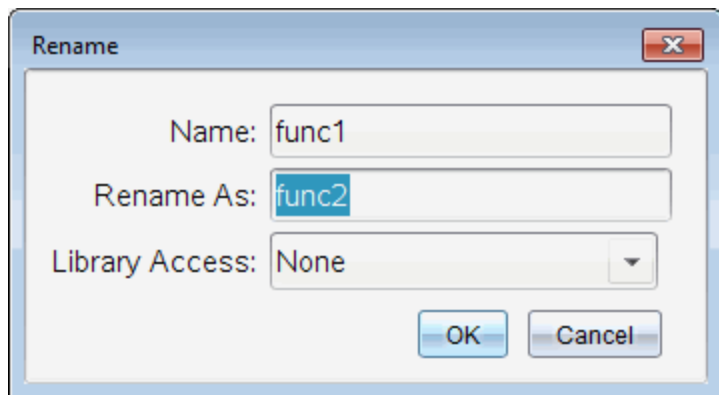 Rename
Name: func1
Rename As: func2
Library Access: None
OK Cancel